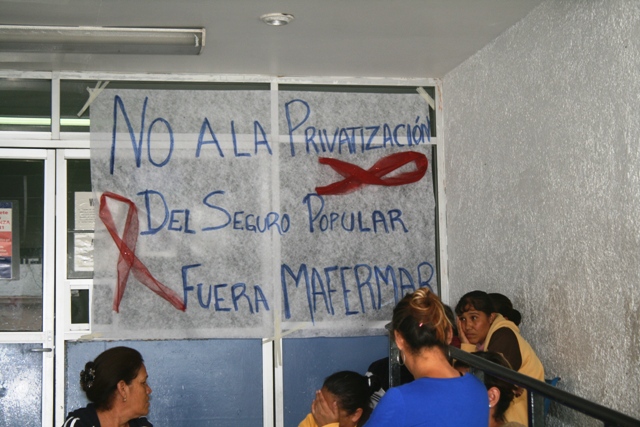 NO A LA PRIVATIZACIÓN
DEL SEGURO POPULAR
FUERA MAFERMAR